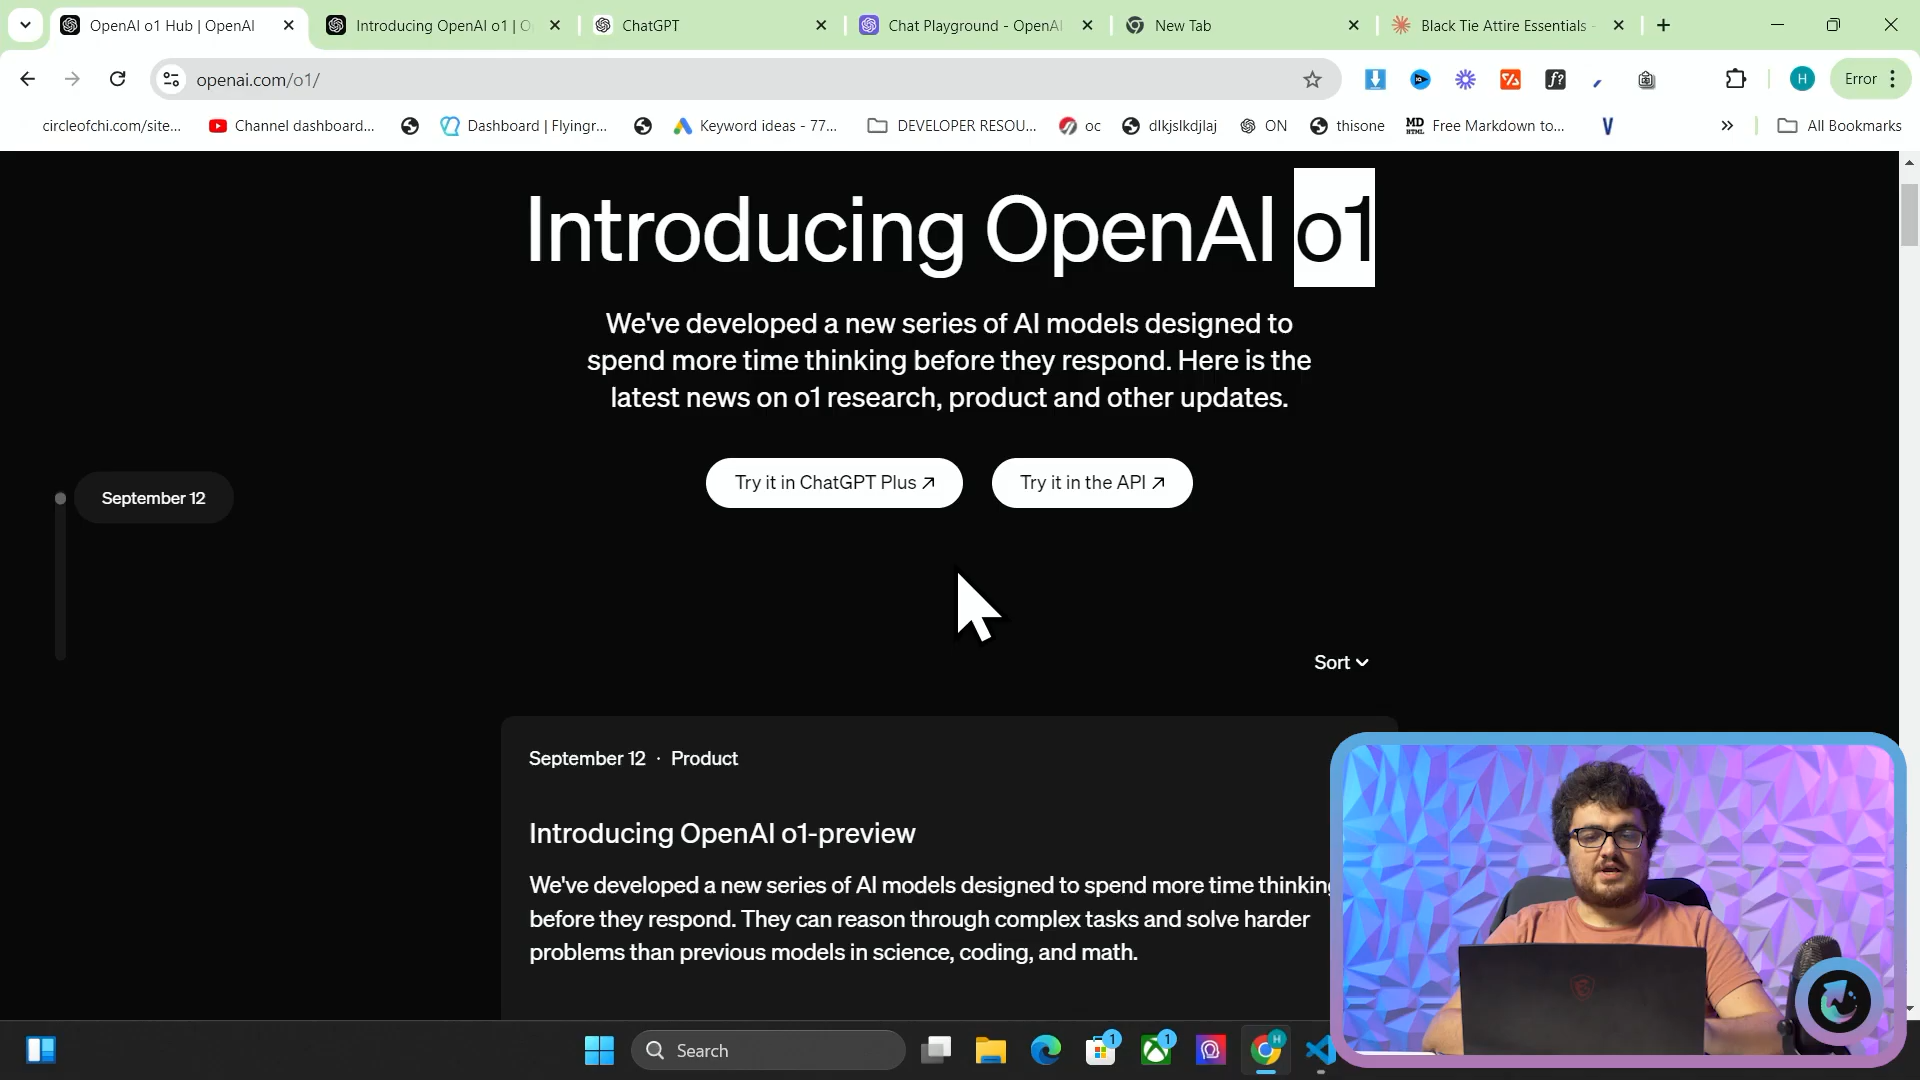 OpenAI o1 Hub | OpenAI
Introducing OpenAI o1 | O
ChatGPT
Chat Playground - OpenAI
New Tab
Black Tie Attire Essentials -
openai.com/o1/
H
Error
circleofchi.com/site...
Channel dashboard...
Dashboard | Flyingr...
Keyword ideas - 77...
DEVELOPER RESOU...
oc
dlkjslkdjlaj
ON
thisone
MD
Free Markdown to...
V
All Bookmarks
Introducing OpenAI o1
We've developed a new series of AI models designed to
spend more time thinking before they respond. Here is the
latest news on o1 research, product and other updates.
Try it in ChatGPT Plus ↗
Try it in the API ↗
September 12
Sort
September 12 · Product
Introducing OpenAI o1-preview
We've developed a new series of AI models designed to spend more time thinking
before they respond. They can reason through complex tasks and solve harder
problems than previous models in science, coding, and math.
Search
1
1
H